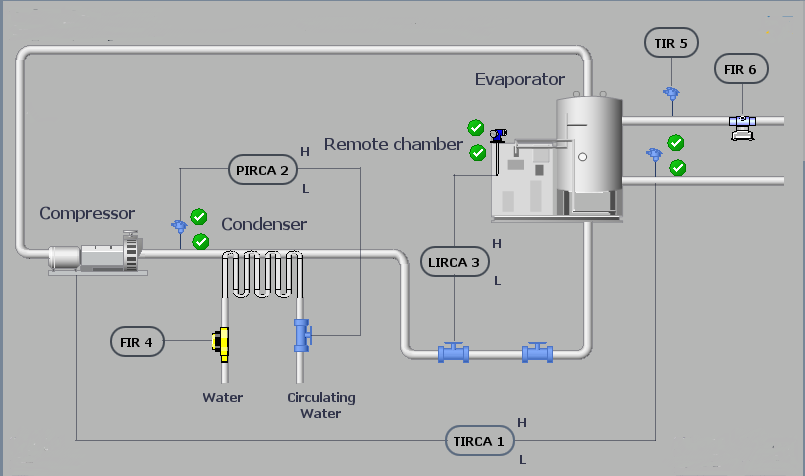 TIR 5
FIR 6
Evaporator
Remote chamber
H
PIRCA 2
L
Compressor
Condenser
H
LIRCA 3
L
FIR 4
Water
Circulating
Water
H
TIRCA 1
L